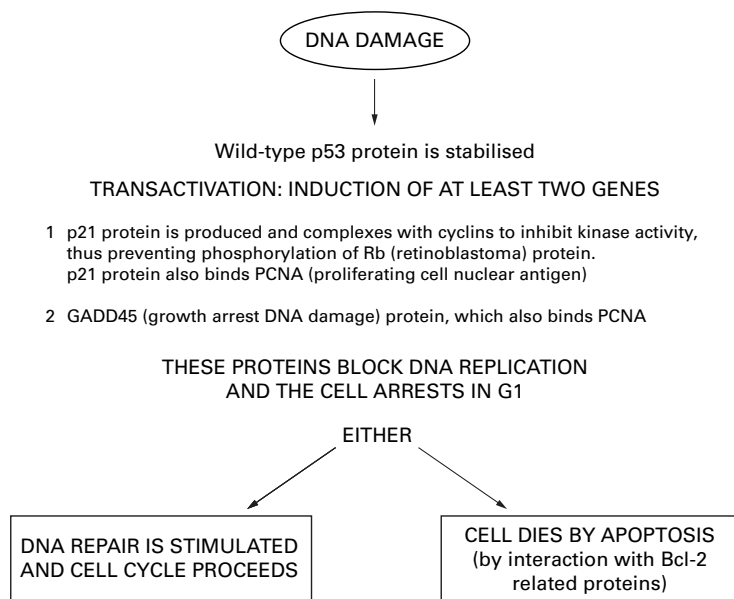 DNA DAMAGE
Wild-type p53 protein is stabilised
TRANSACTIVATION: INDUCTION OF AT LEAST TWO GENES
1 p21 protein is produced and complexes with cyclins to inhibit kinase activity,
thus preventing phosphorylation of Rb (retinoblastoma) protein.
p21 protein also binds PCNA (proliferating cell nuclear antigen)
2 GADD45 (growth arrest DNA damage) protein, which also binds PCNA
THESE PROTEINS BLOCK DNA REPLICATION
AND THE CELL ARRESTS IN G1
EITHER
DNA REPAIR IS STIMULATED
AND CELL CYCLE PROCEEDS
CELL DIES BY APOPTOSIS
(by interaction with Bcl-2
related proteins)